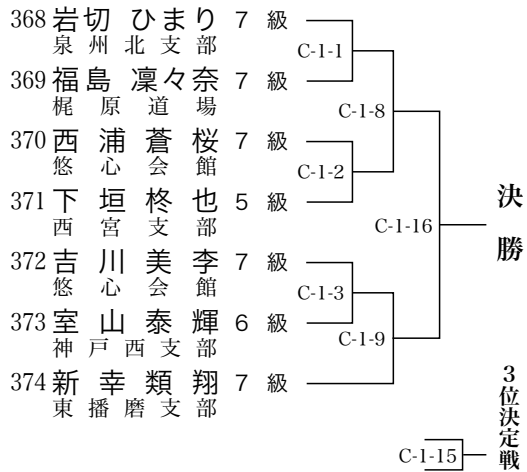 368 岩切 ひまり 7 級
泉州北支部
C-1-1
369 福島 凜々奈 7 級
梶原道場
C-1-8
370 西浦蒼桜 7 級
悠心会館
C-1-2
371 下垣柊也 5 級
西宮支部
C-1-16
決勝
372 吉川美李 7 級
悠心会館
C-1-3
373 室山泰輝 6 級
神戸西支部
C-1-9
374 新幸類翔 7 級
東播磨支部
3位決定戦
C-1-15